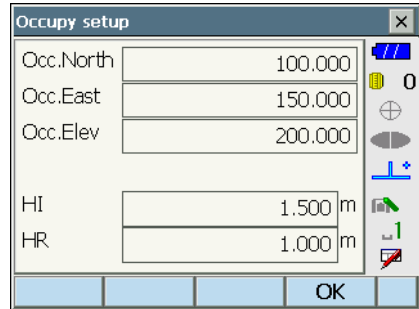 Occupy setup
Occ.North 100.000
0
Occ.East 150.000
Occ.Elev 200.000
HI 1.500 m
HR 1.000 m
1
OK